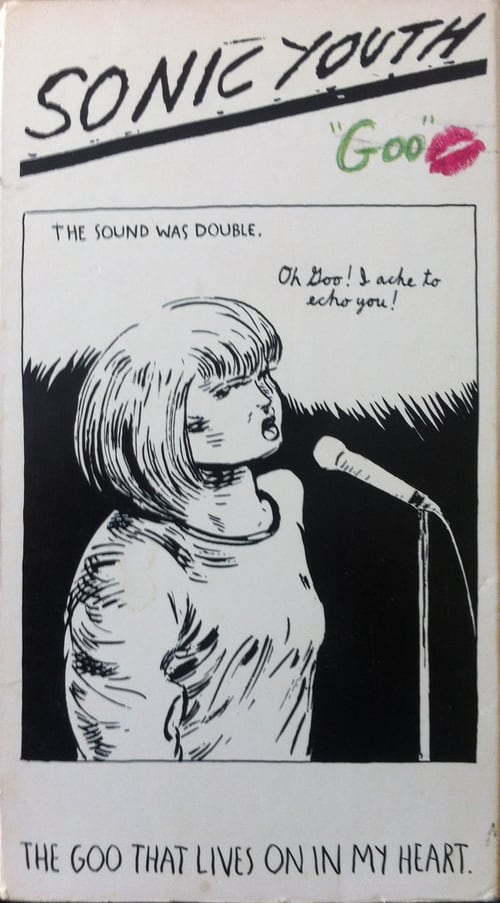 SONIC YOUTH
"Goo"
THE SOUND WAS DOUBLE.
Oh Goo! I ache to
echo you!
THE GOO THAT LIVES ON IN MY HEART.